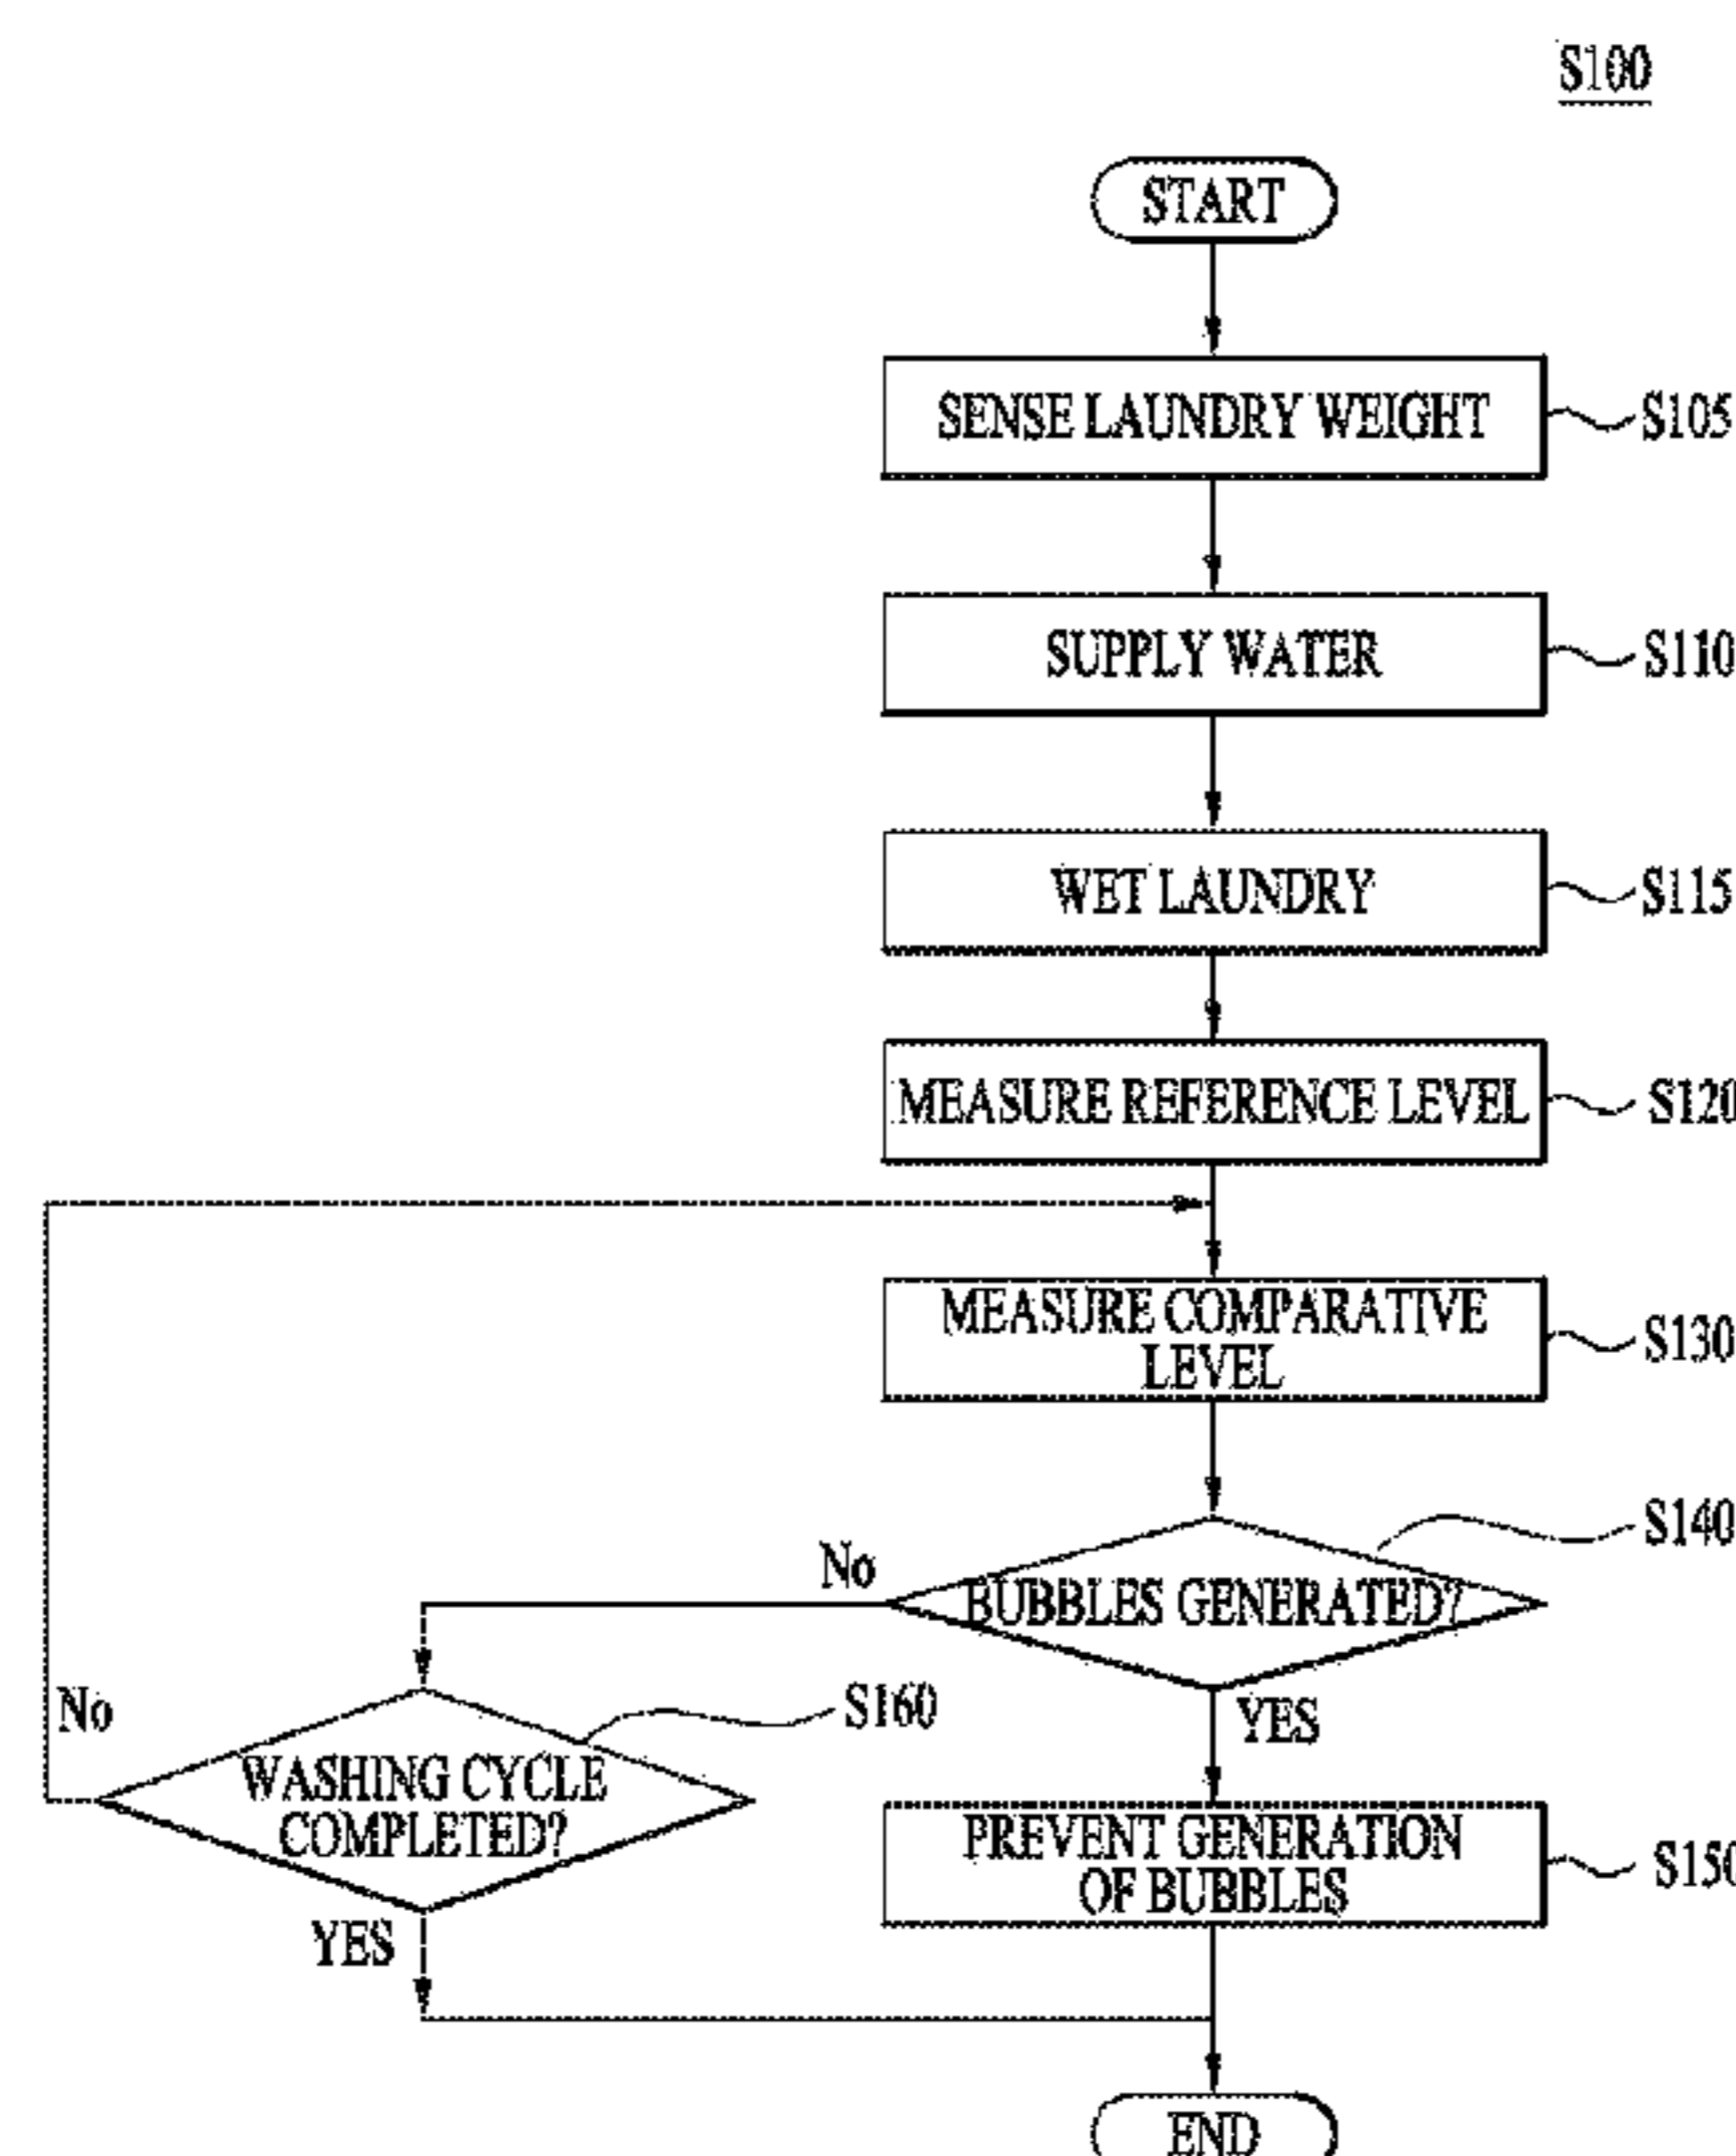 S100
START
SENSE LAUNDRY WEIGHT
S105
SUPPLY WATER
S110
WET LAUNDRY
S115
MEASURE REFERENCE LEVEL
S120
MEASURE COMPARATIVE
LEVEL
S130
BUBBLES GENERATED?
S140
No
YES
WASHING CYCLE
COMPLETED?
S160
No
YES
PREVENT GENERATION
OF BUBBLES
S150
END